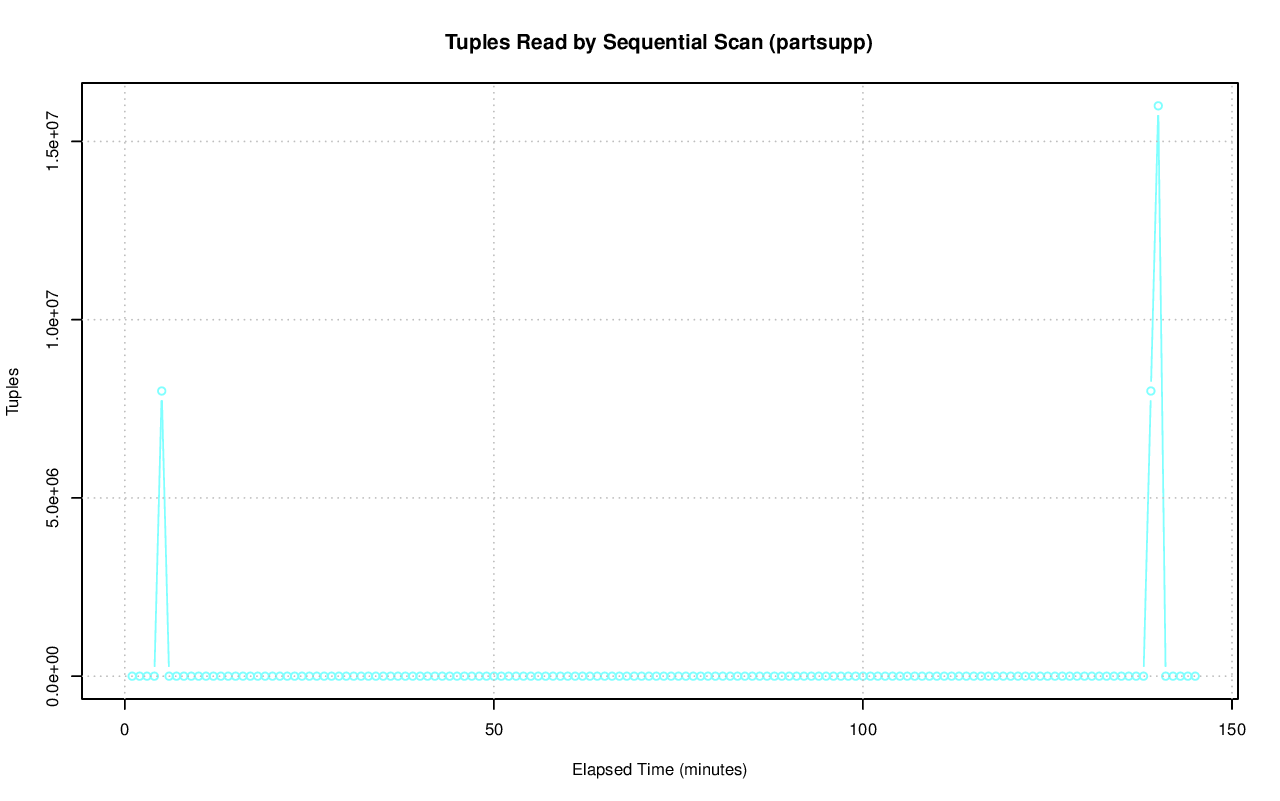 Tuples Read by Sequential Scan (partsupp)
1.5e+07
1.0e+07
5.0e+06
0.0e+00
Tuples
0 50 100 150
Elapsed Time (minutes)